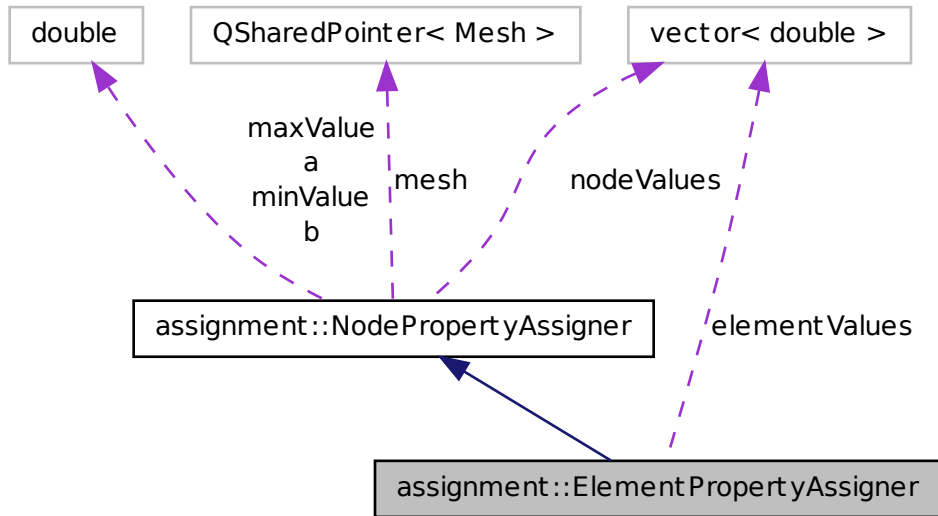 double
QSharedPointer< Mesh >
vector< double >
maxValue
a
minValue
b
mesh
nodeValues
assignment::NodePropertyAssigner
elementValues
assignment::ElementPropertyAssigner